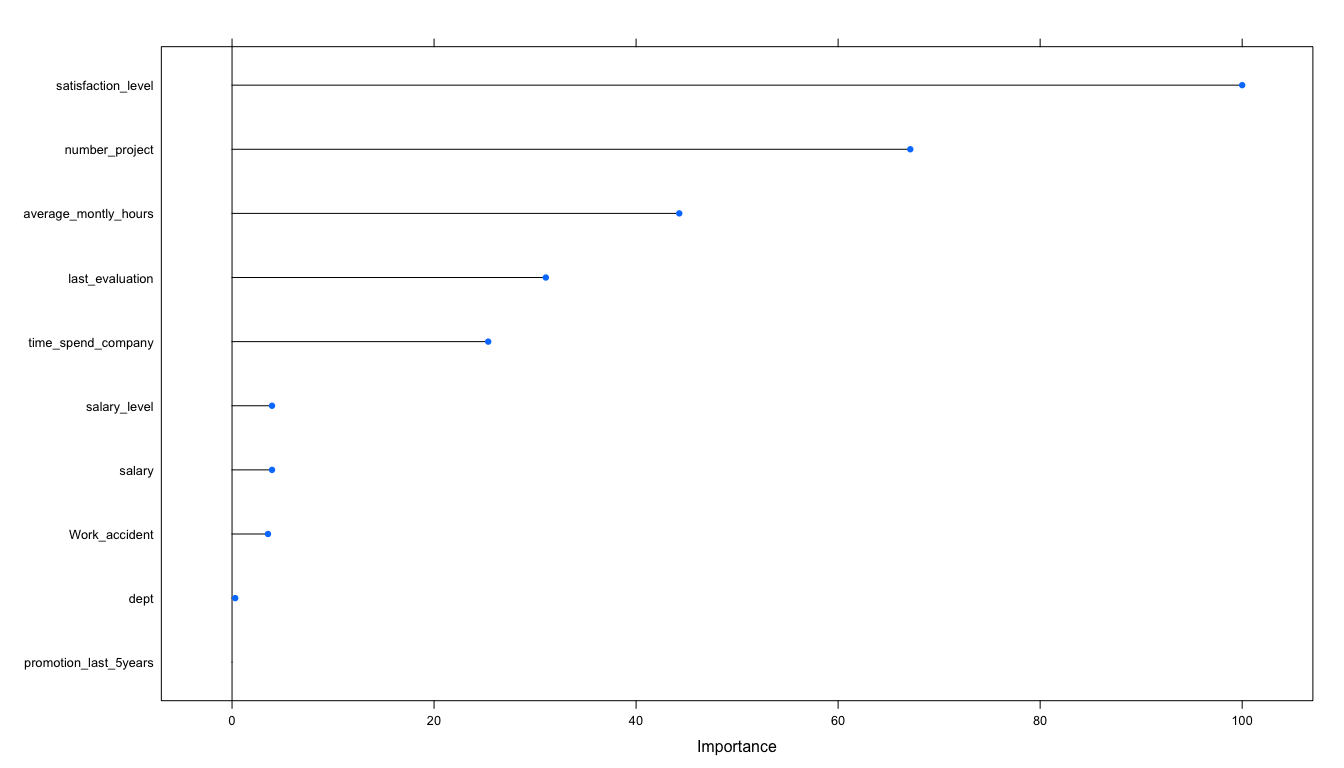 satisfaction_level
number_project
average_montly_hours
last_evaluation
time_spend_company
salary_level
salary
Work_accident
dept
promotion_last_5years
0 20 40 60 80 100
Importance